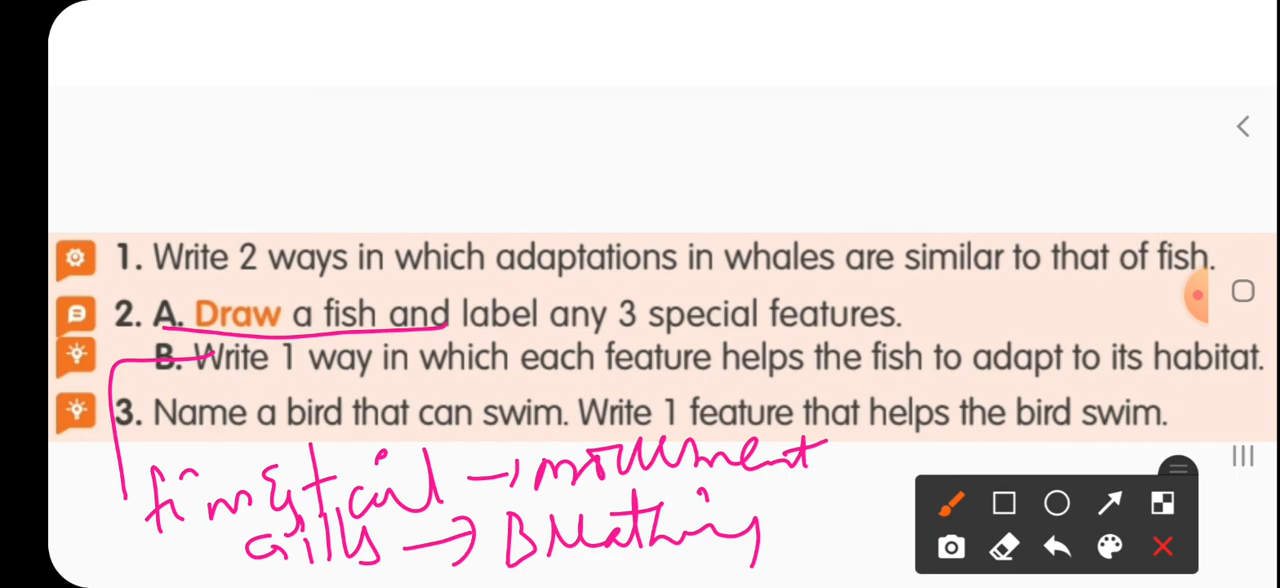 1. Write 2 ways in which adaptations in whales are similar to that of fish.
2. A. Draw a fish and label any 3 special features.
B. Write 1 way in which each feature helps the fish to adapt to its habitat.
3. Name a bird that can swim. Write 1 feature that helps the bird swim.
fins & tail → movement
Gills → Breathing